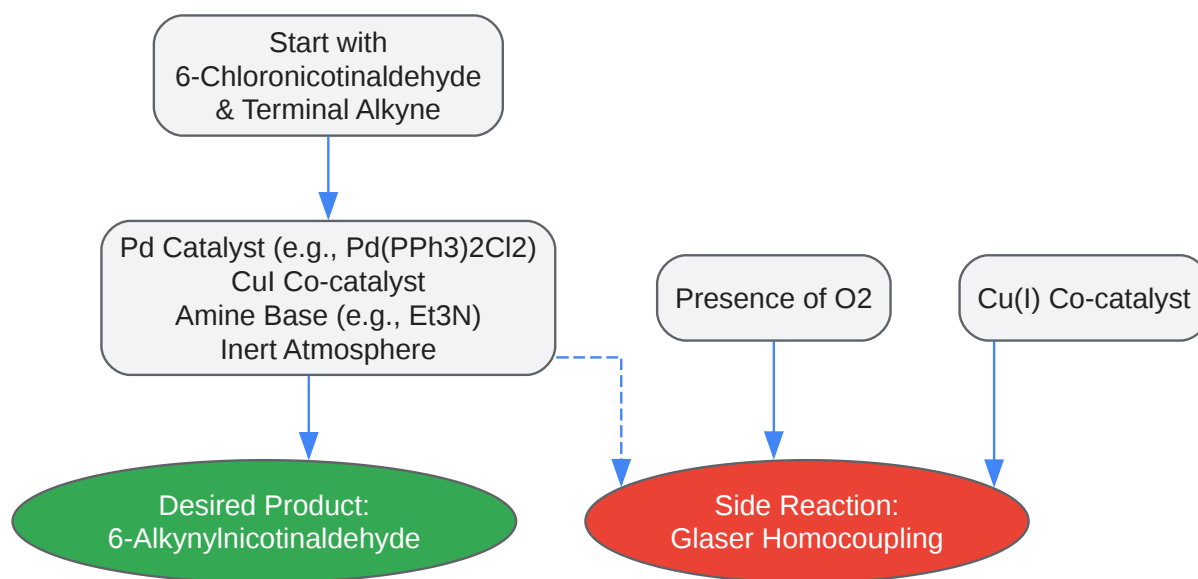 Start with
6-Chloronicotinaldehyde
& Terminal Alkyne
Pd Catalyst (e.g., Pd(PPh3)2Cl2)
CuI Co-catalyst
Amine Base (e.g., Et3N)
Inert Atmosphere
Presence of O2
Cu(I) Co-catalyst
Desired Product:
6-Alkynylnicotinaldehyde
Side Reaction:
Glaser Homocoupling